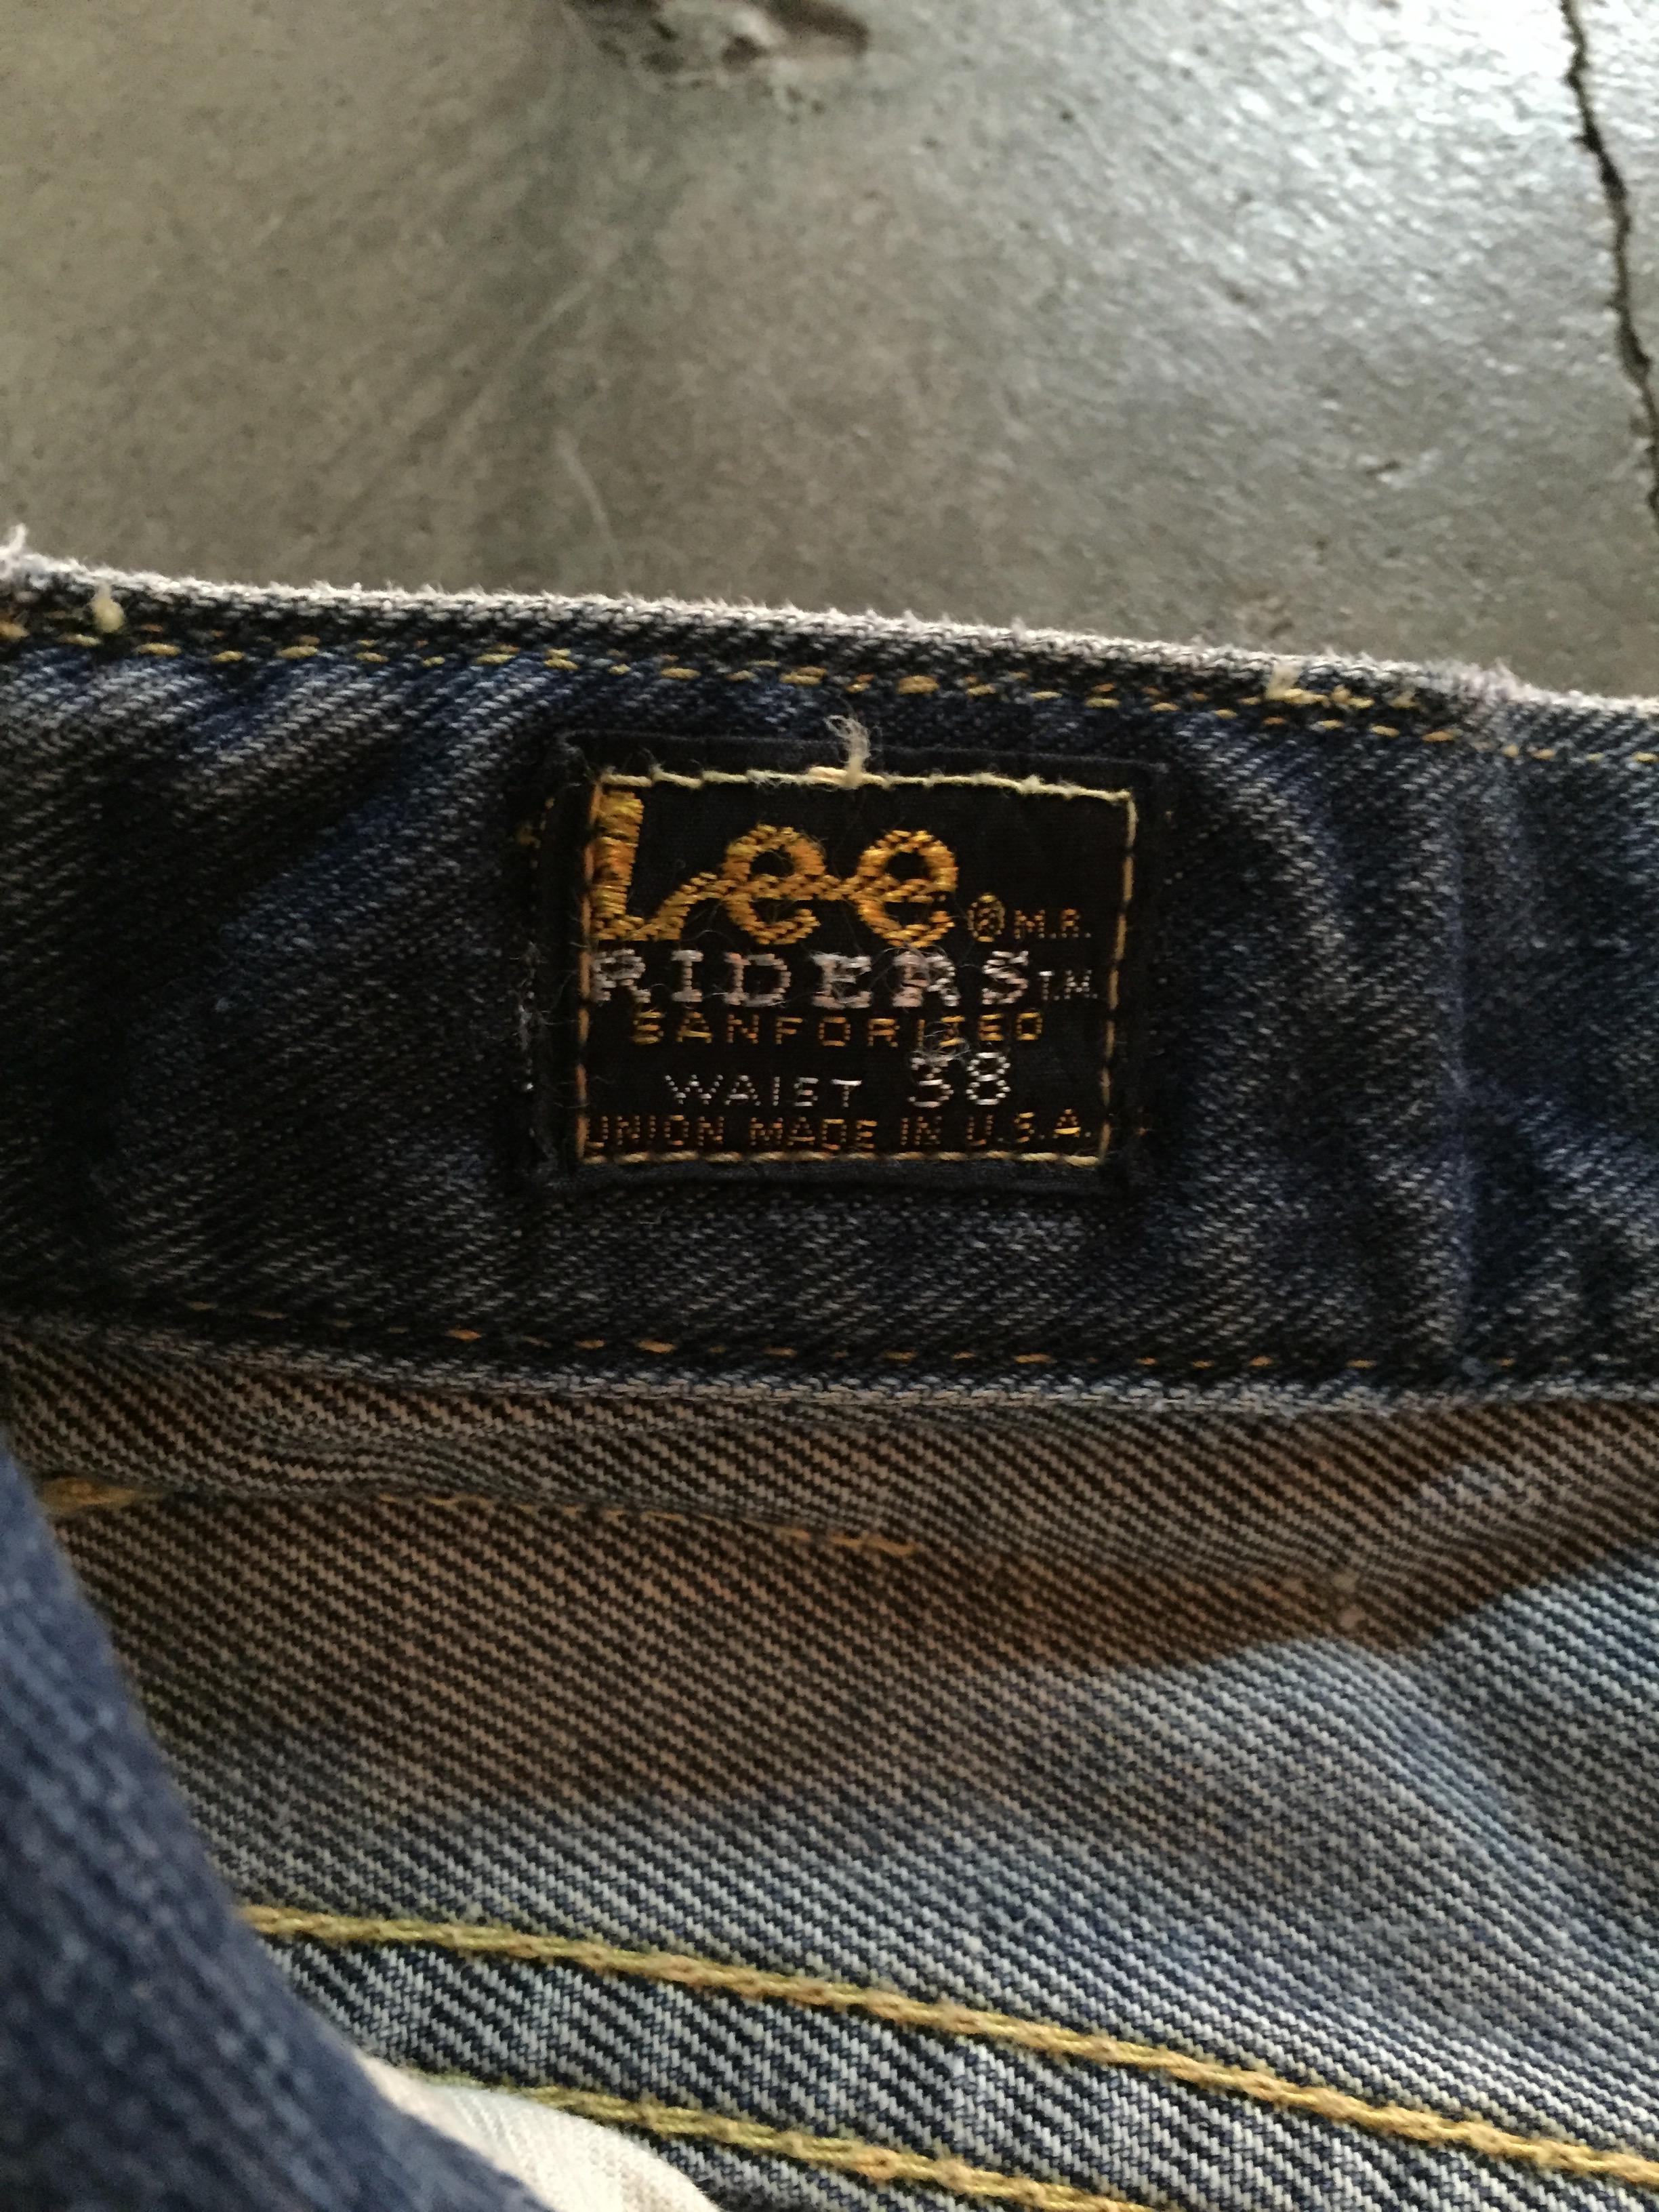 Lee ® M.R.
RIDERS T.M.
SANFORIZED
WAIST 38
UNION MADE IN U.S.A.